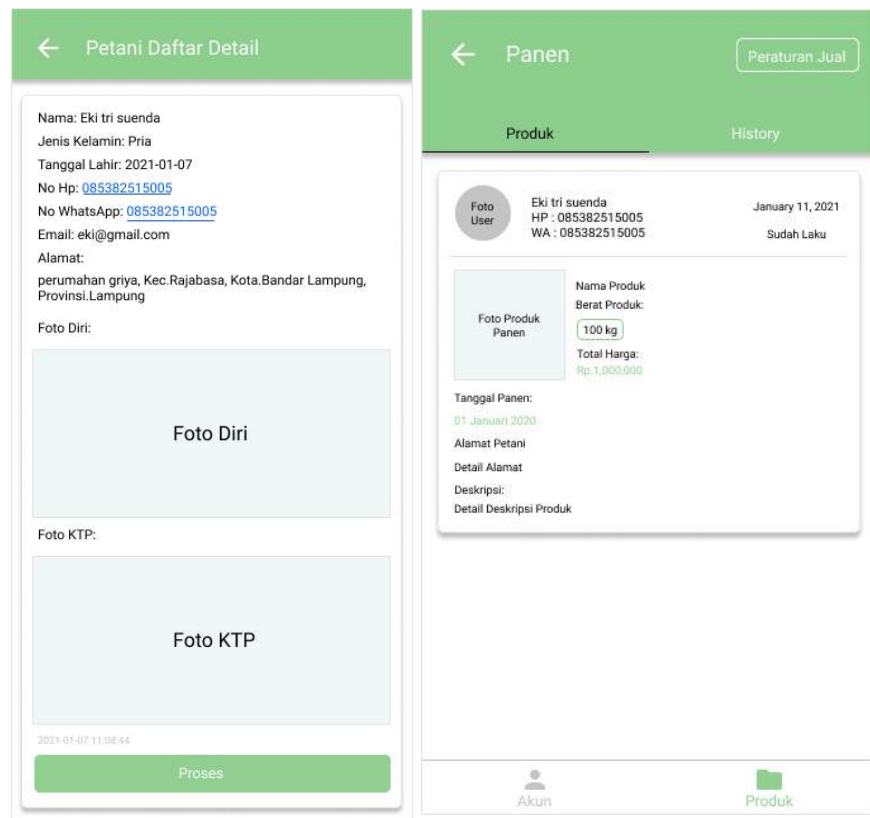 Petani Daftar Detail
Nama: Eki tri suenda
Jenis Kelamin: Pria
Tanggal Lahir: 2021-01-07
No Hp: 085382515005
No WhatsApp: 085382515005
Email: eki@gmail.com
Alamat:
perumahan griya, Kec.Rajabasa, Kota.Bandar Lampung,
Provinsi.Lampung
Foto Diri:
Foto Diri
Foto KTP:
Foto KTP
2021-01-07 11:08:44
Proses
Panen
Peraturan Jual
Produk
History
Foto
User
Eki tri suenda
HP : 085382515005
WA : 085382515005
January 11, 2021
Sudah Laku
Foto Produk
Panen
Nama Produk
Berat Produk:
100 kg
Total Harga:
Rp.1,000,000
Tanggal Panen:
01 Januari 2020
Alamat Petani
Detail Alamat
Deskripsi:
Detail Deskripsi Produk
Akun
Produk